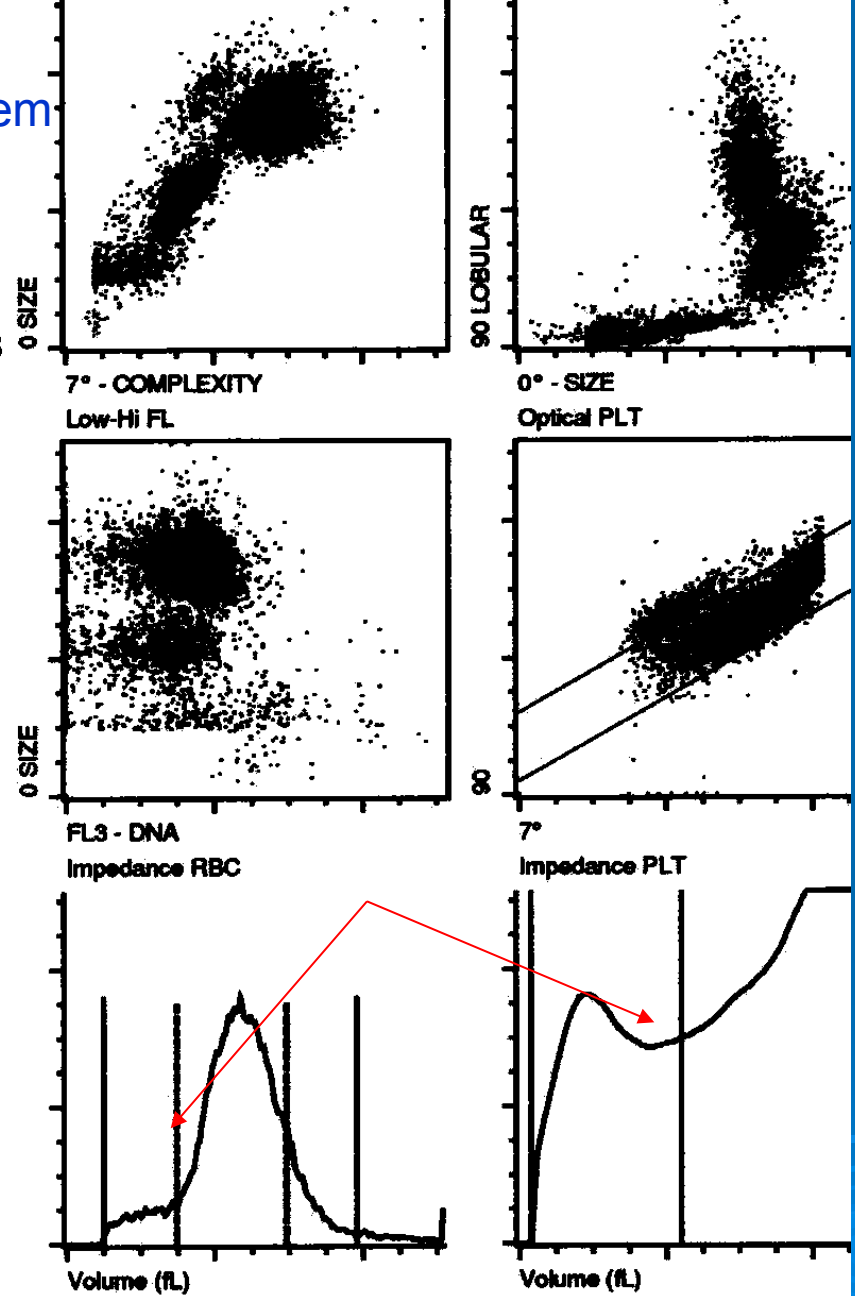 em
0 SIZE
90 LOBULAR
7° - COMPLEXITY
0° - SIZE
Low-Hi FL
Optical PLT
0 SIZE
90
FL3 - DNA
7°
Impedance RBC
Impedance PLT
Volume (fL)
Volume (fL)